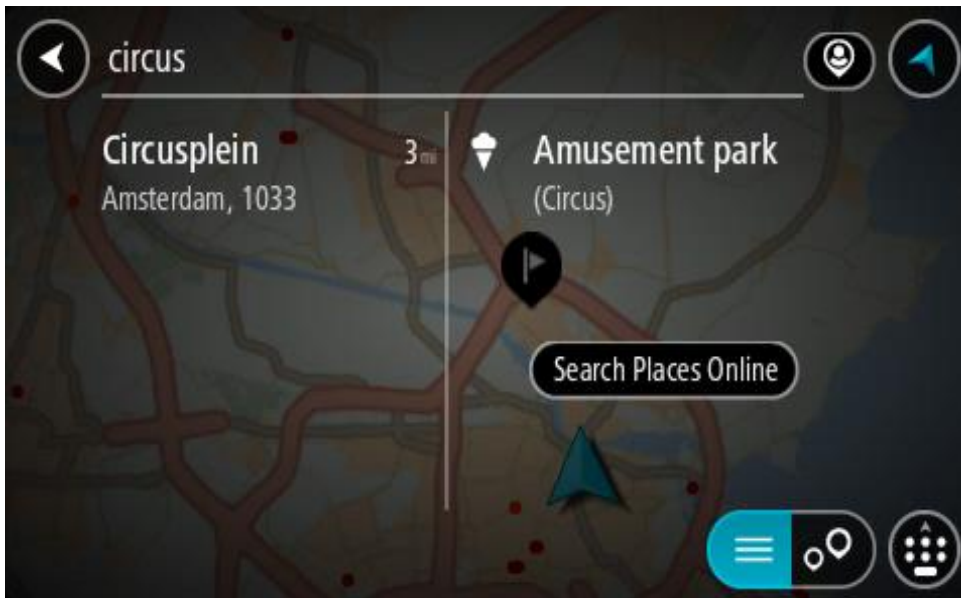 circus
Circusplein 3 mi
Amsterdam, 1033
Amusement park
(Circus)
Search Places Online